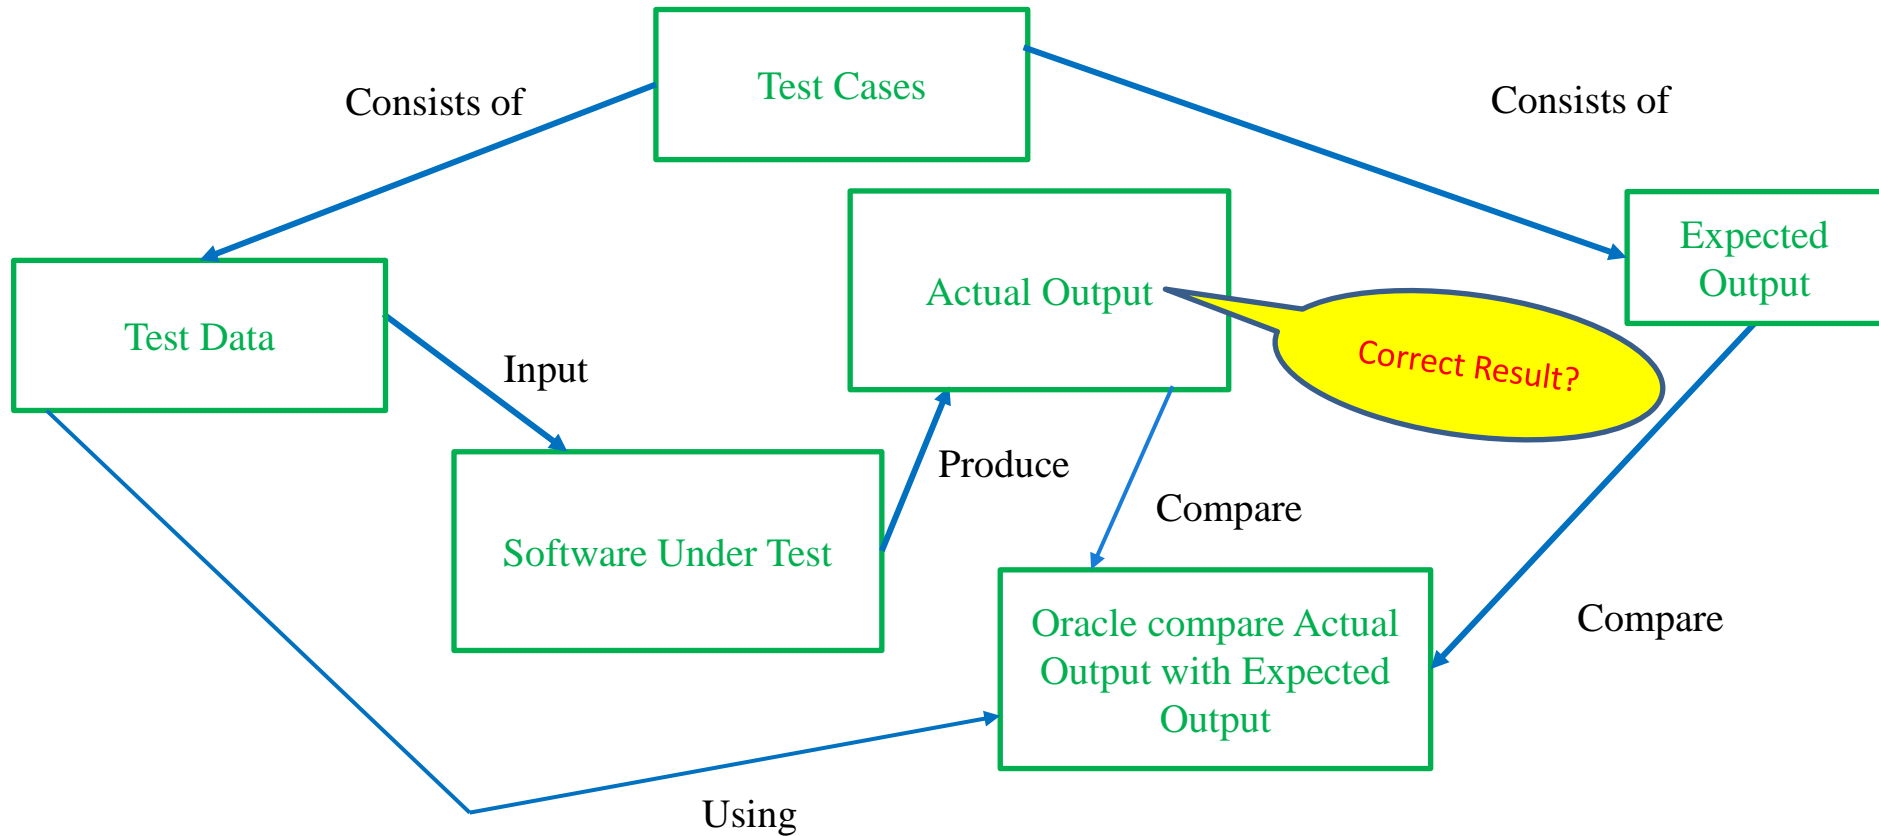 Test Cases
Consists of
Consists of
Expected
Output
Actual Output
Test Data
Correct Result?
Input
Produce
Compare
Software Under Test
Oracle compare Actual
Output with Expected
Output
Compare
Using